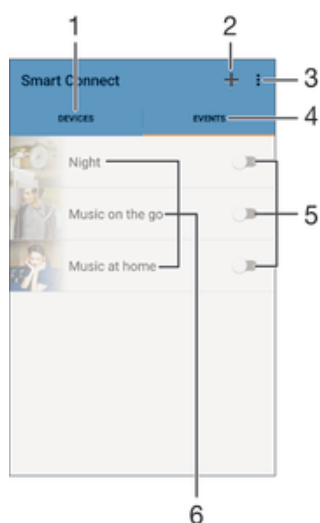 1
2
Smart Connect
3
DEVICES
EVENTS
4
Night
Music on the go
5
Music at home
6